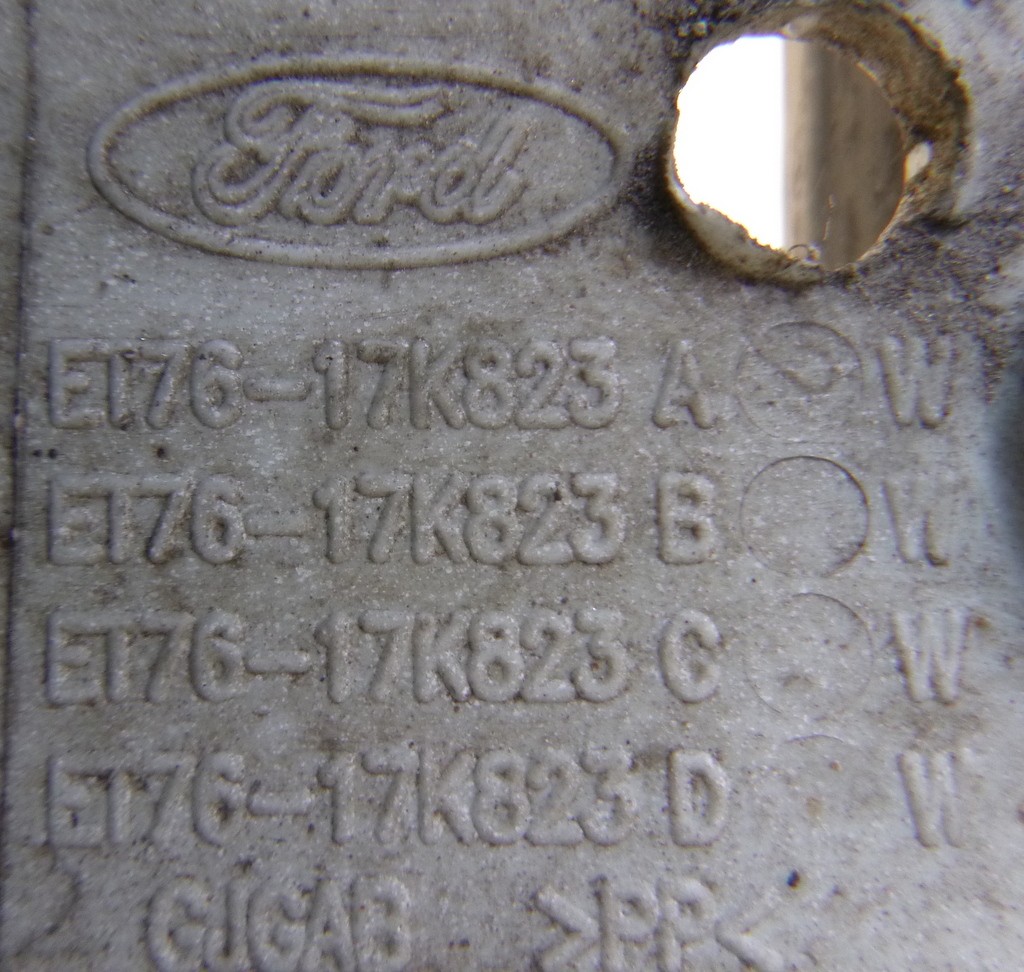 Ford
ET76-17K823 A W
ET76-17K823 B W
ET76-17K823 C W
ET76-17K823 D W
GJGAB >PP<